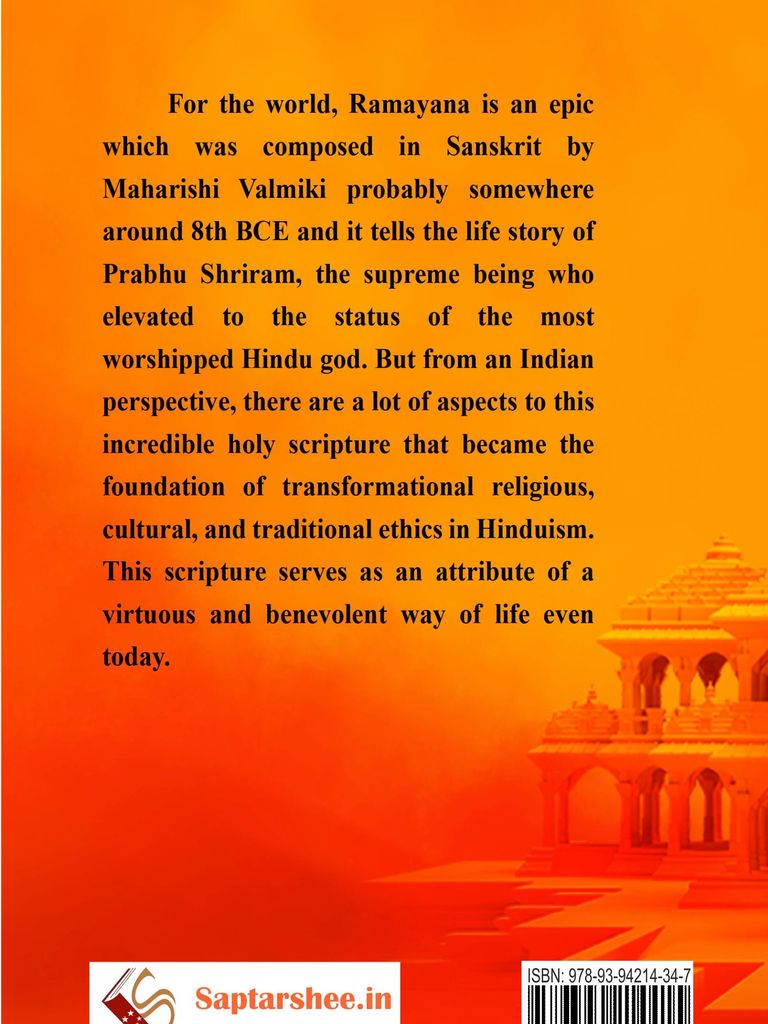 For the world, Ramayana is an epic
which was composed in Sanskrit by
Maharishi Valmiki probably somewhere
around 8th BCE and it tells the life story of
Prabhu Shriram, the supreme being who
elevated to the status of the most
worshipped Hindu god. But from an Indian
perspective, there are a lot of aspects to this
incredible holy scripture that became the
foundation of transformational religious,
cultural, and traditional ethics in Hinduism.
This scripture serves as an attribute of a
virtuous and benevolent way of life even
today.
Saptarshee.in
ISBN: 978-93-94214-34-7